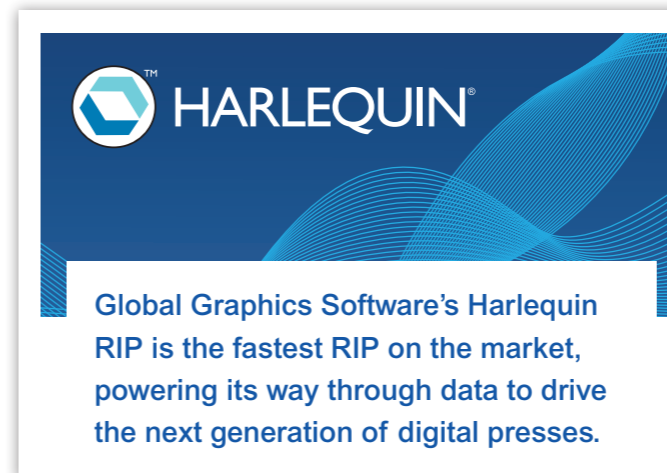 ™
HARLEQUIN®
Global Graphics Software’s Harlequin
RIP is the fastest RIP on the market,
powering its way through data to drive
the next generation of digital presses.